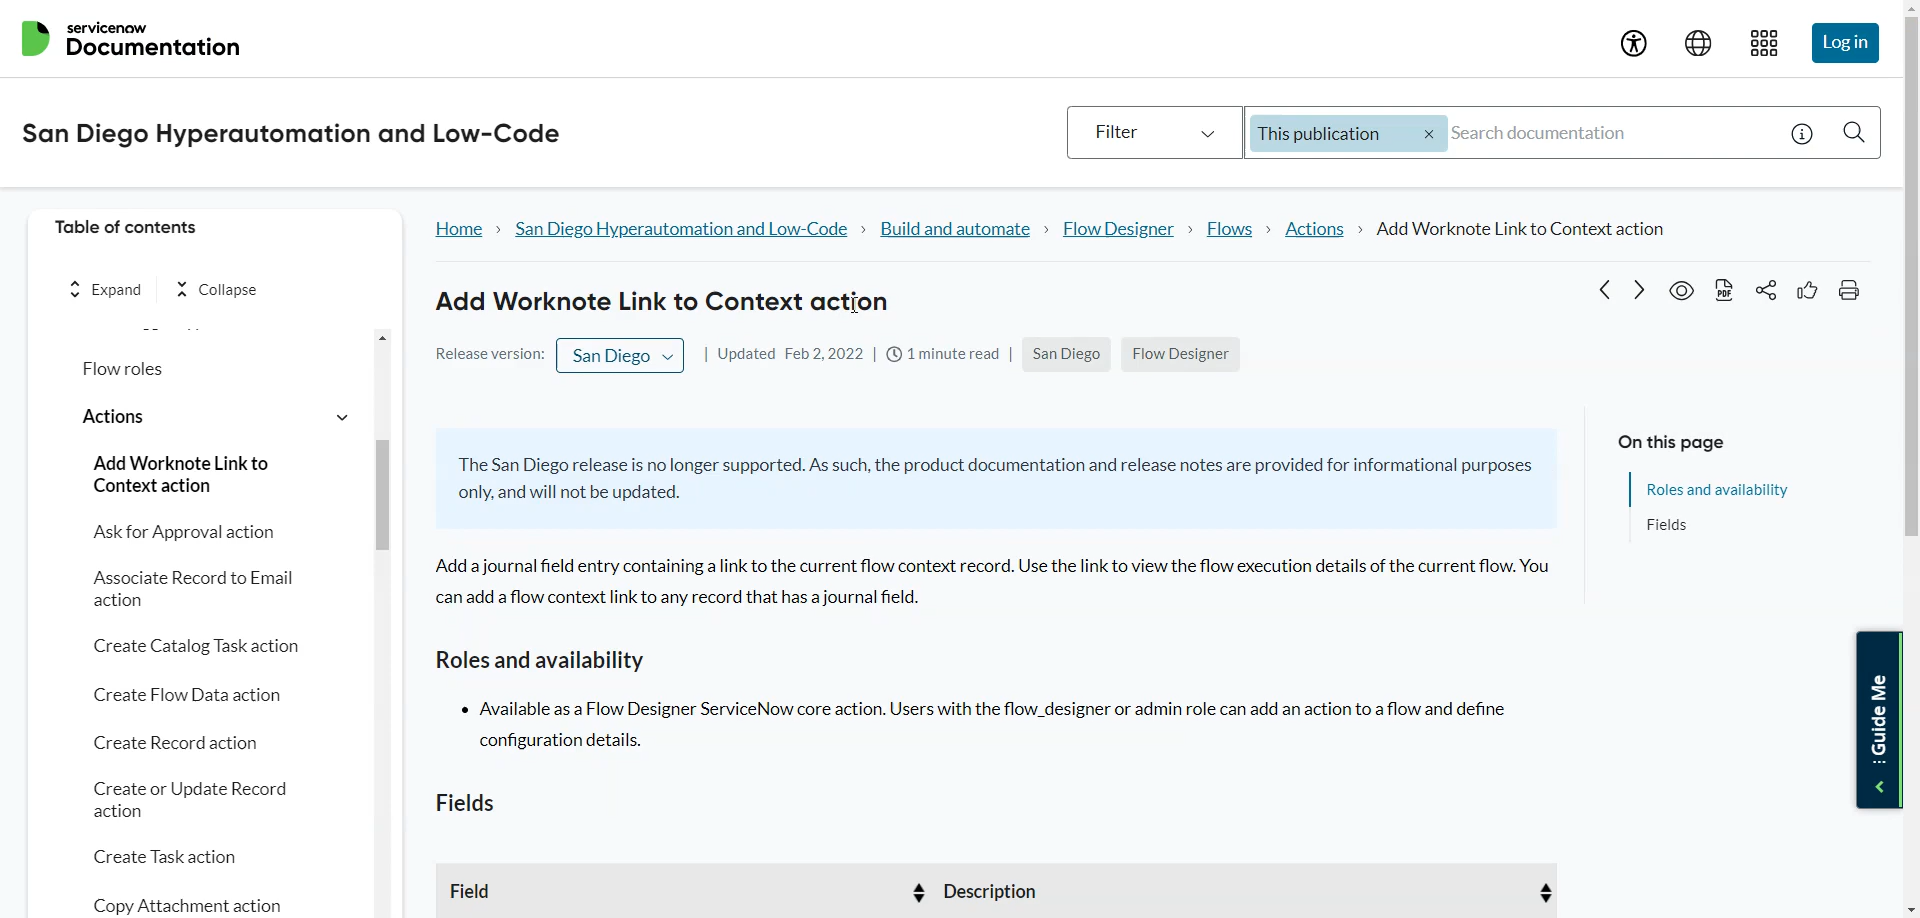 servicenow
Documentation
Log in
San Diego Hyperautomation and Low-Code
Filter
This publication ×
Search documentation
Table of contents
Expand
Collapse
Flow roles
Actions
Add Worknote Link to
Context action
Ask for Approval action
Associate Record to Email
action
Create Catalog Task action
Create Flow Data action
Create Record action
Create or Update Record
action
Create Task action
Copy Attachment action
Home › San Diego Hyperautomation and Low-Code › Build and automate › Flow Designer › Flows › Actions › Add Worknote Link to Context action
Add Worknote Link to Context action
PDF
Release version: San Diego | Updated Feb 2, 2022 | 1 minute read | San Diego Flow Designer
The San Diego release is no longer supported. As such, the product documentation and release notes are provided for informational purposes
only, and will not be updated.
Add a journal field entry containing a link to the current flow context record. Use the link to view the flow execution details of the current flow. You
can add a flow context link to any record that has a journal field.
Roles and availability
• Available as a Flow Designer ServiceNow core action. Users with the flow_designer or admin role can add an action to a flow and define
configuration details.
Fields
Field
Description
On this page
Roles and availability
Fields
Guide Me